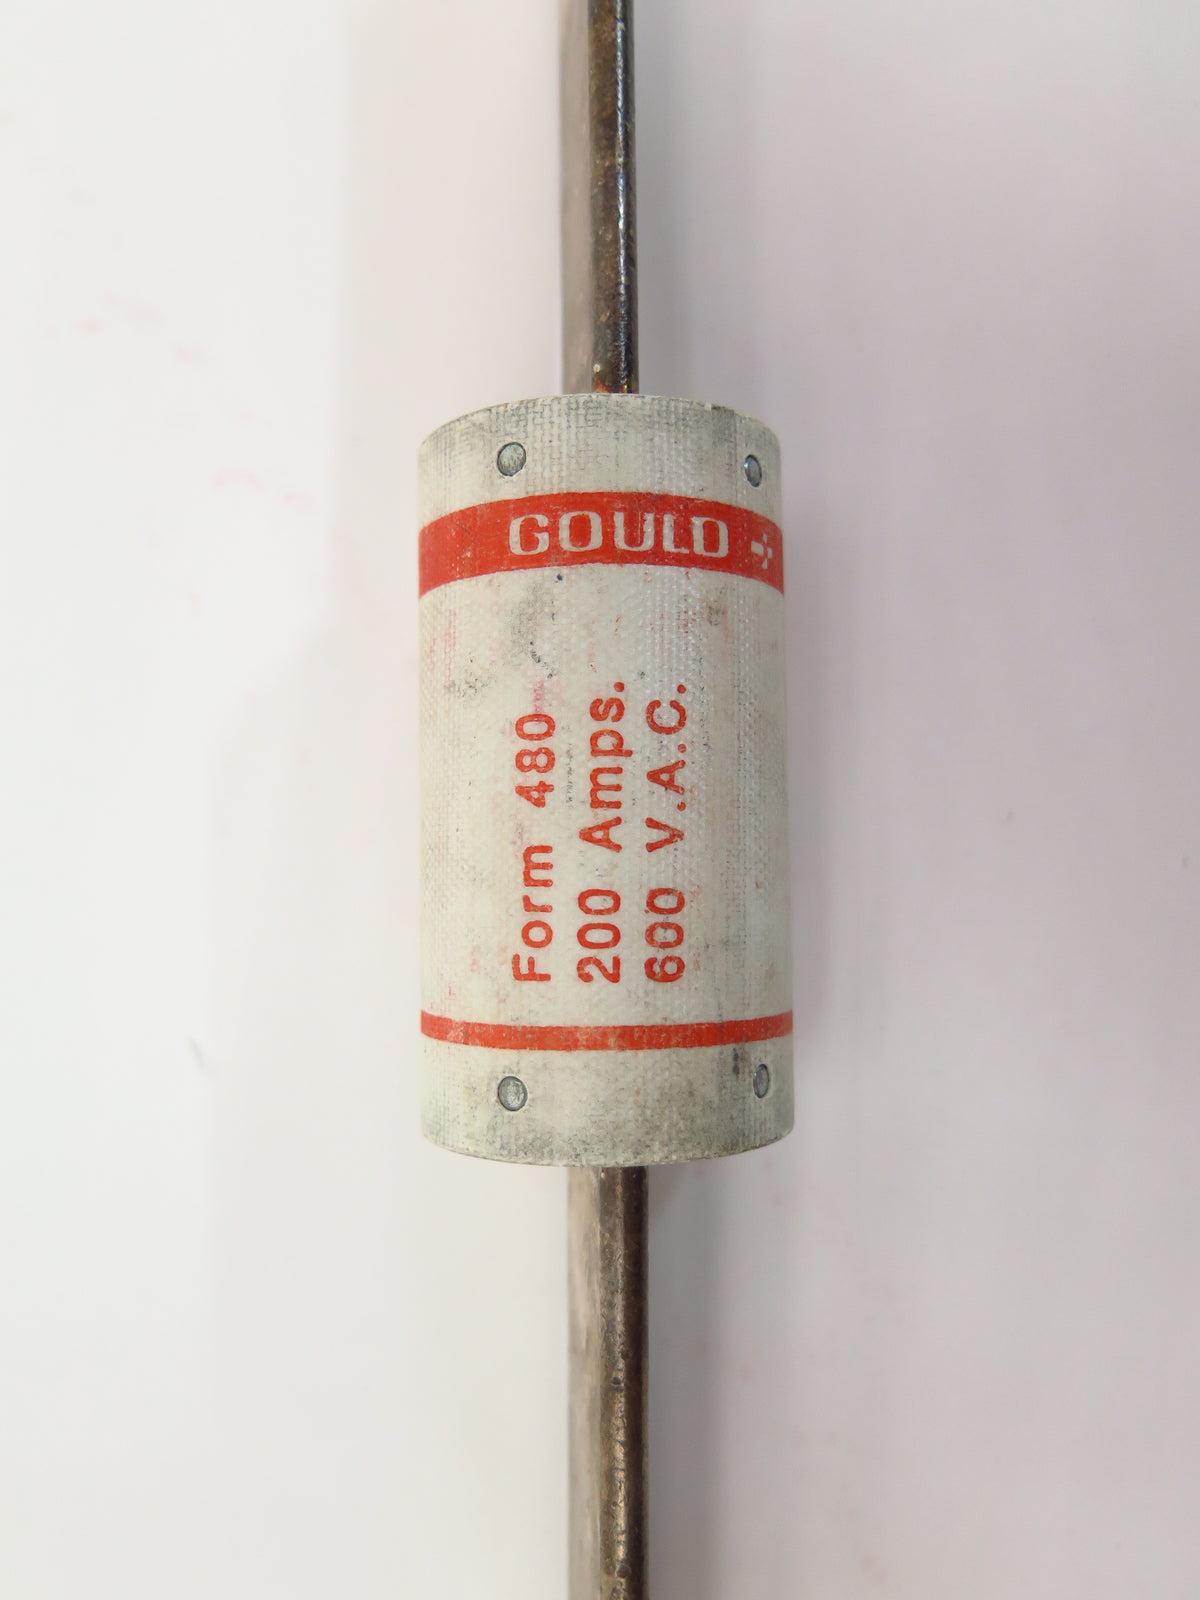 GOULD
Form 480
200 Amps.
600 V.A.C.